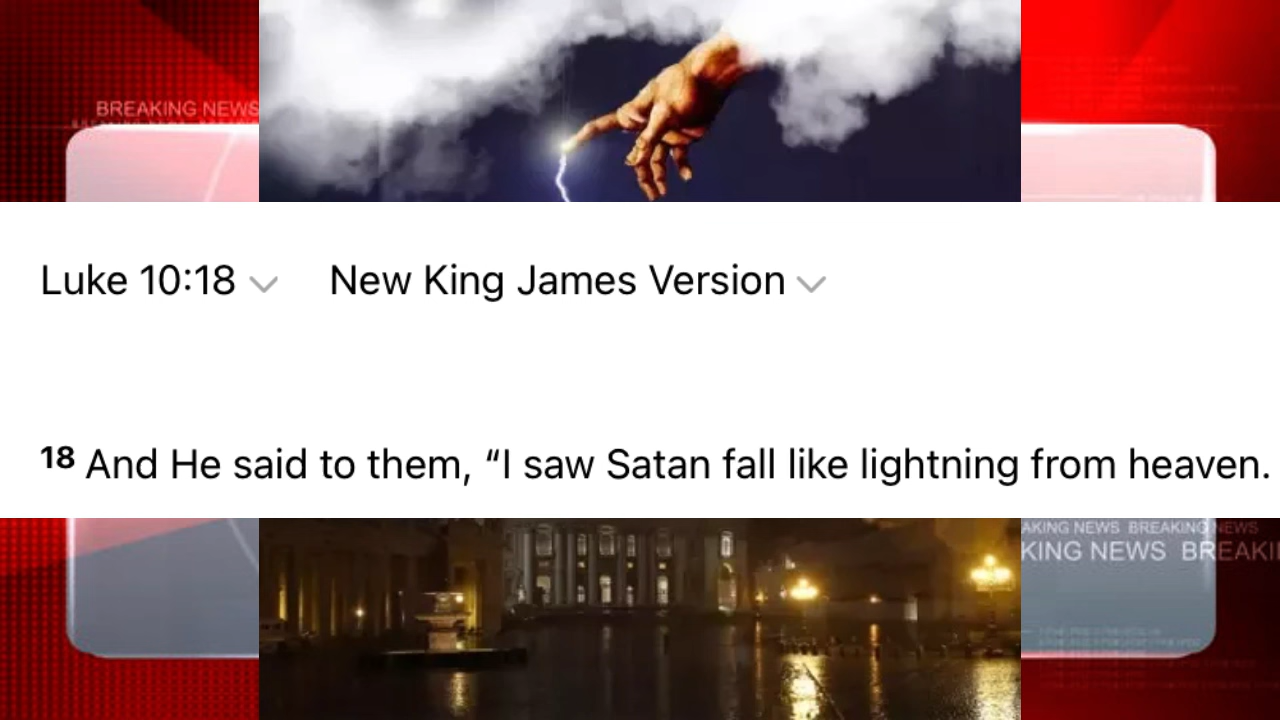 BREAKING NEWS
Luke 10:18 New King James Version
18 And He said to them, “I saw Satan fall like lightning from heaven.
AKING NEWS BREAKING NEWS
KING NEWS BREAKI